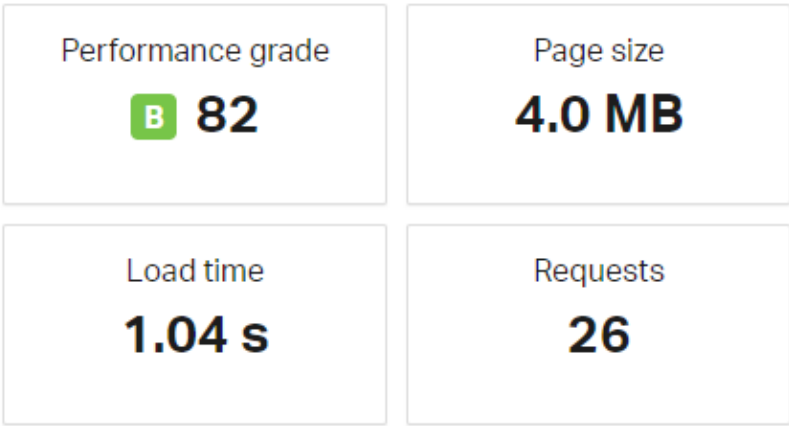 Performance grade
B 82
Page size
4.0 MB
Load time
1.04 s
Requests
26